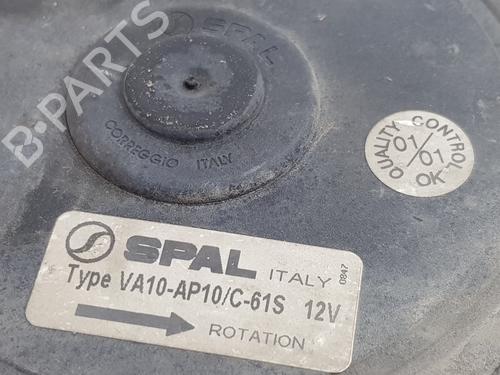 SPAL
CORREGGIO ITALY
QUALITY CONTROL
01
01
OK
B-PARTS
SPAL ITALY
0847
Type VA10-AP10/C-61S 12V
ROTATION